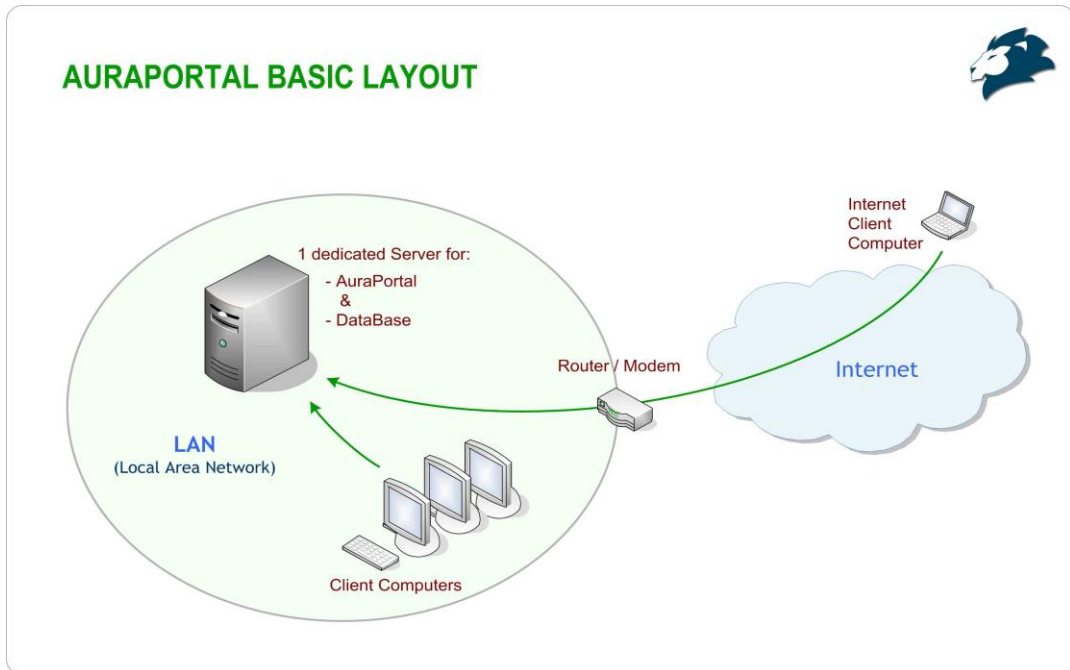 AURAPORTAL BASIC LAYOUT
Internet
Client
Computer
1 dedicated Server for:
- AuraPortal
&
- DataBase
Router / Modem
Internet
LAN
(Local Area Network)
Client Computers